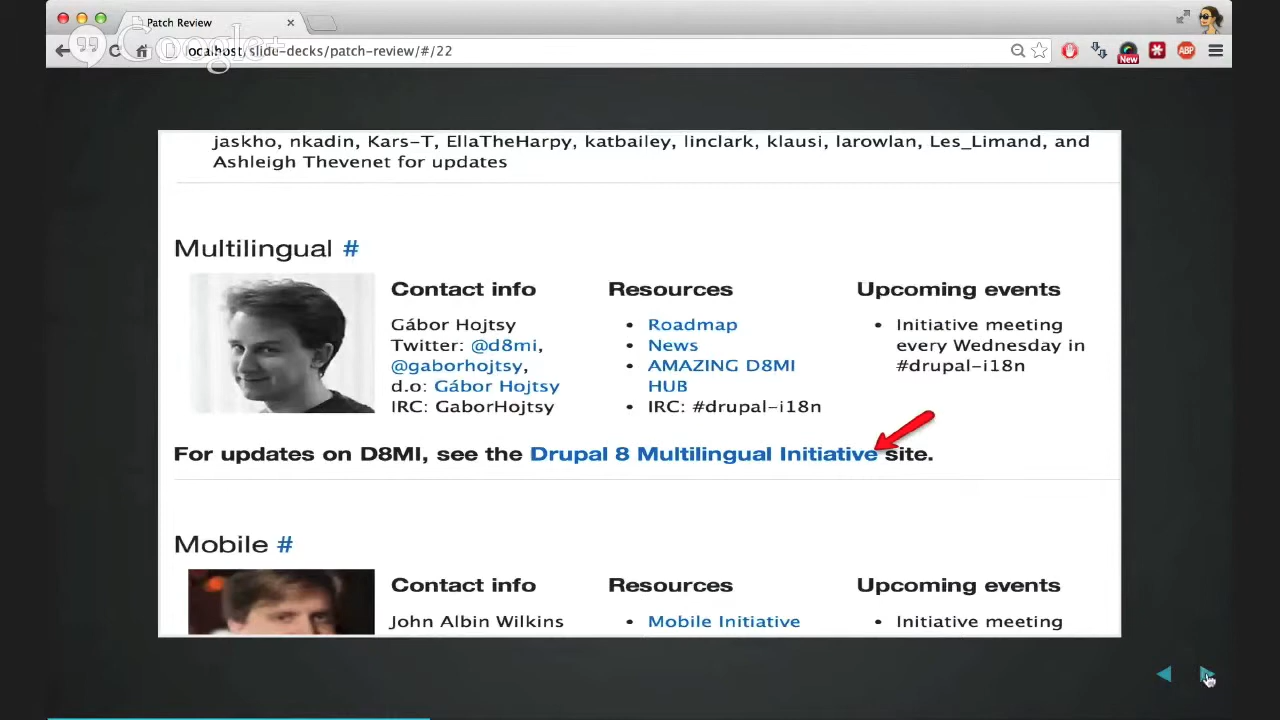 Patch Review
Google+
localhost/slide-decks/patch-review/#/22
New
ABP
jaskho, nkadin, Kars-T, EllaTheHarpy, katbailey, linclark, klausi, larowlan, Les_Limand, and
Ashleigh Thevenet for updates
Multilingual #
Contact info
Gábor Hojtsy
Twitter: @d8mi,
@gaborhojtsy,
d.o: Gábor Hojtsy
IRC: GaborHojtsy
Resources
• Roadmap
• News
• AMAZING D8MI
HUB
• IRC: #drupal-i18n
Upcoming events
• Initiative meeting
every Wednesday in
#drupal-i18n
For updates on D8MI, see the Drupal 8 Multilingual Initiative site.
Mobile #
Contact info
John Albin Wilkins
Resources
• Mobile Initiative
Upcoming events
• Initiative meeting